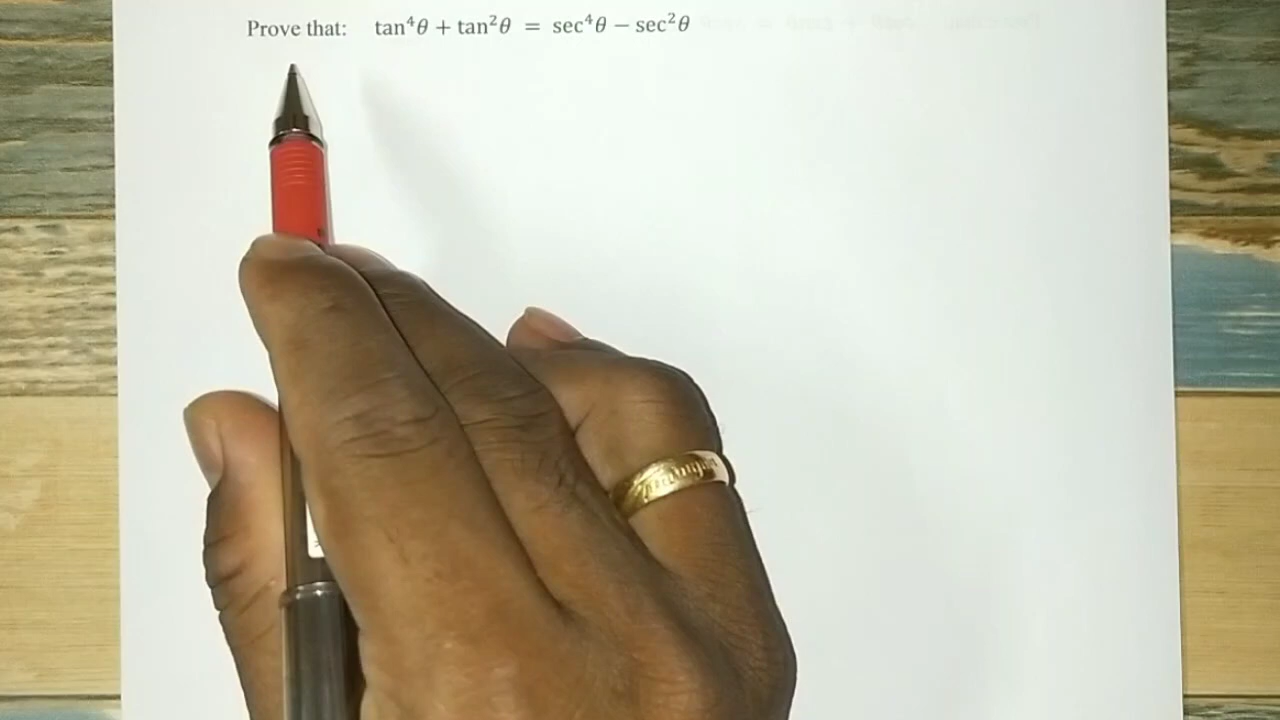 Prove that: tan⁴θ + tan²θ = sec⁴θ − sec²θ